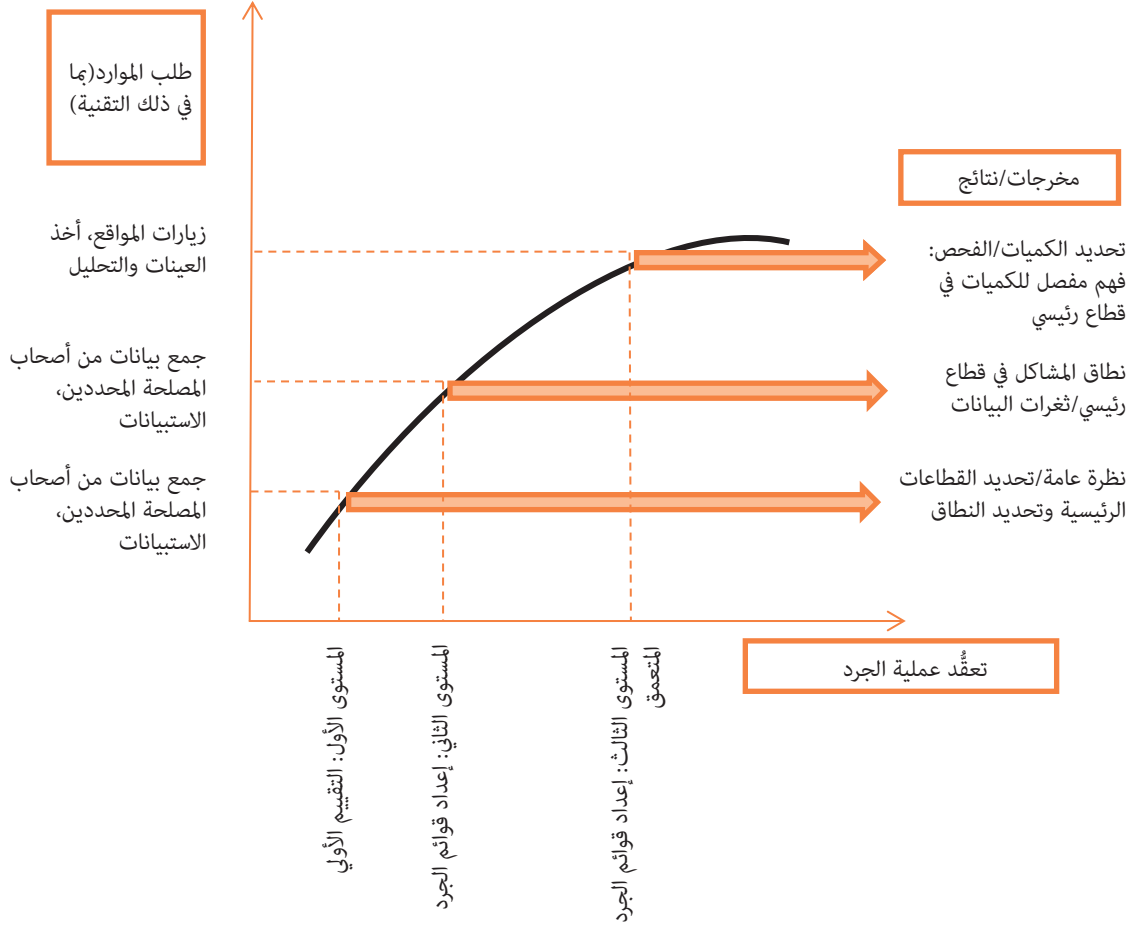 طلب الموارد(بما
في ذلك التقنية)
مخرجات/نتائج
زيارات المواقع، أخذ
العينات والتحليل
تحديد الكميات/الفحص:
فهم مفصل للكميات في
قطاع رئيسي
جمع بيانات من أصحاب
المصلحة المحددين،
الاستبيانات
نطاق المشاكل في قطاع
رئيسي/ثغرات البيانات
جمع بيانات من أصحاب
المصلحة المحددين،
الاستبيانات
نظرة عامة/تحديد القطاعات
الرئيسية وتحديد النطاق
تعقُّد عملية الجرد
المستوى الأول: التقييم الأولي
المستوى الثاني: إعداد قوائم الجرد
المستوى الثالث: إعداد قوائم الجرد
المتعمق